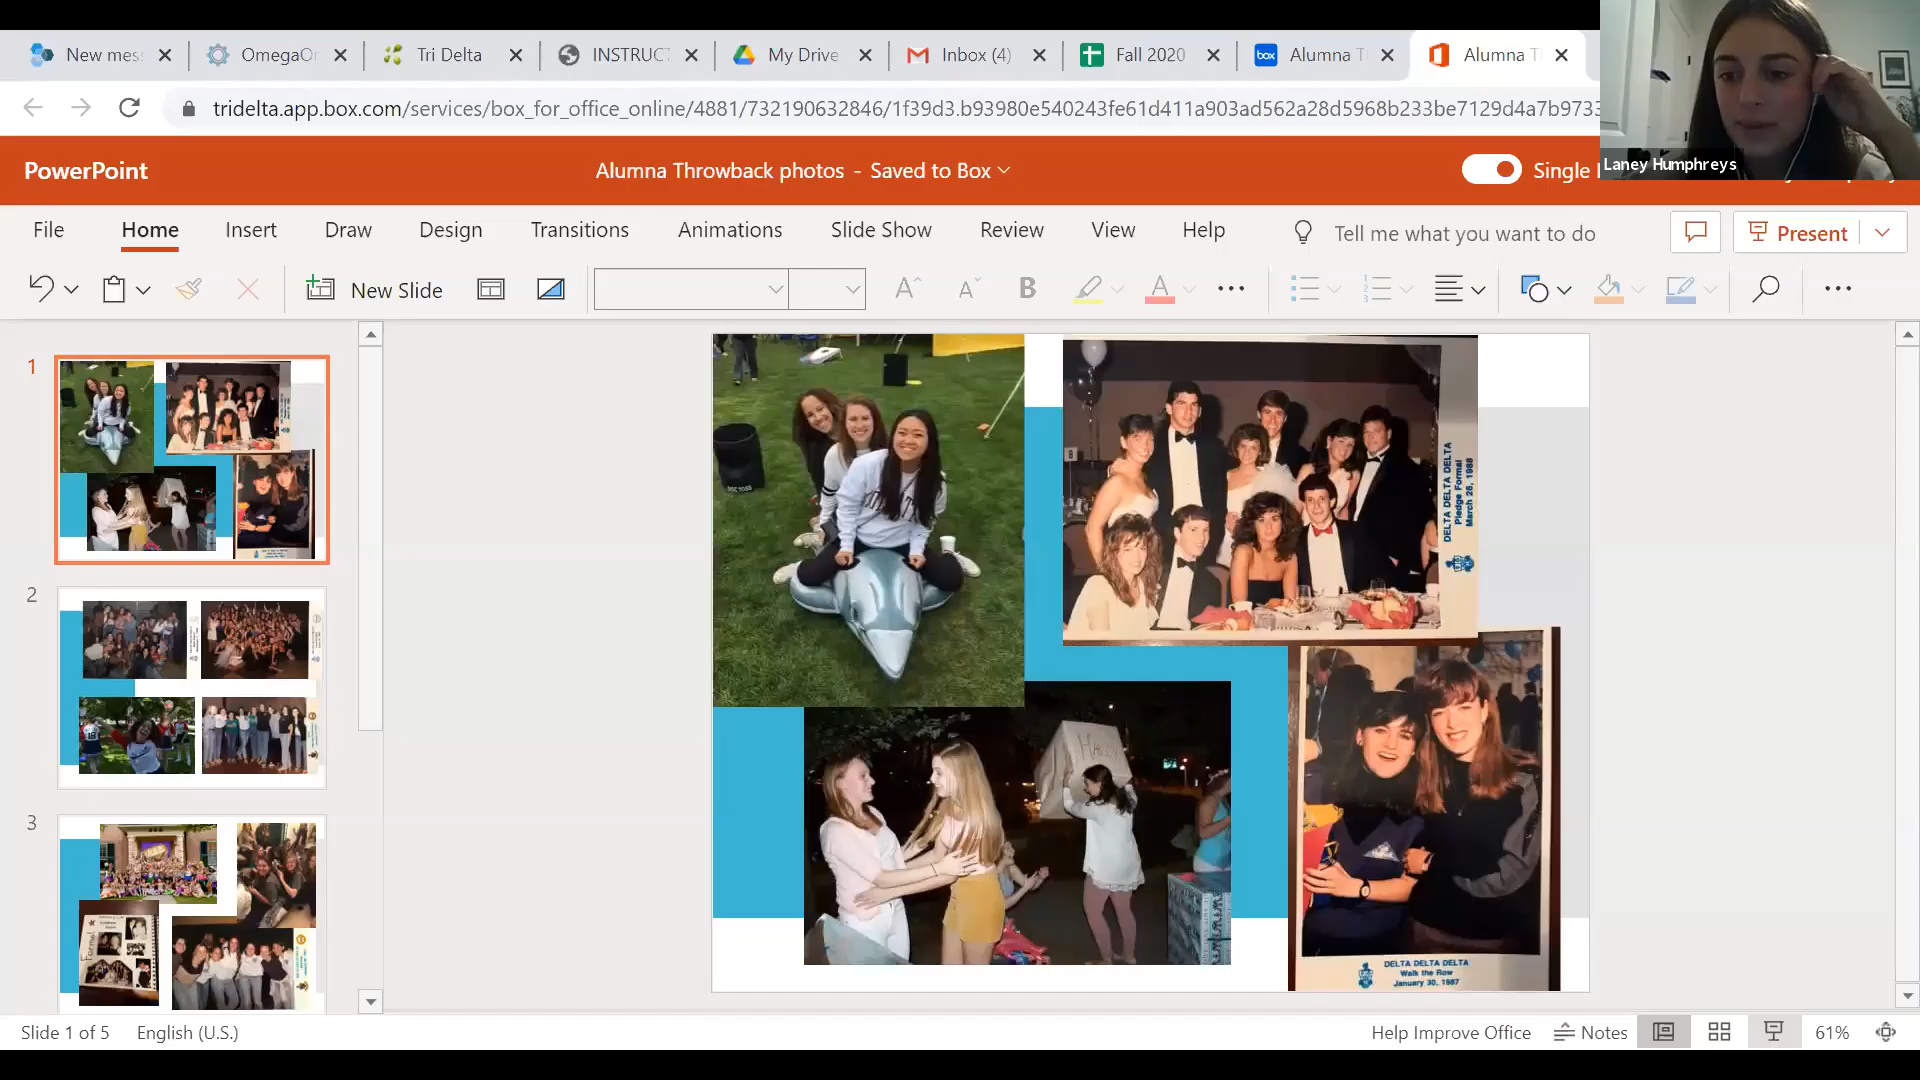 New mes
OmegaO
Tri Delta
INSTRUCT
My Drive
Inbox (4)
Fall 2020
Alumna T
Alumna T
tridelta.app.box.com/services/box_for_office_online/4881/732190632846/1f39d3.b93980e540243fe61d411a903ad562a28d5968b233be7129d4a7b9733
Laney Humphreys
PowerPoint
Alumna Throwback photos - Saved to Box
Single
File
Home
Insert
Draw
Design
Transitions
Animations
Slide Show
Review
View
Help
Tell me what you want to do
Present
New Slide
1
2
3
DELTA DELTA DELTA
Pledge Formal
March 26, 1988
DELTA DELTA DELTA
Walk the Row
January 30, 1987
Slide 1 of 5
English (U.S.)
Help Improve Office
Notes
61%